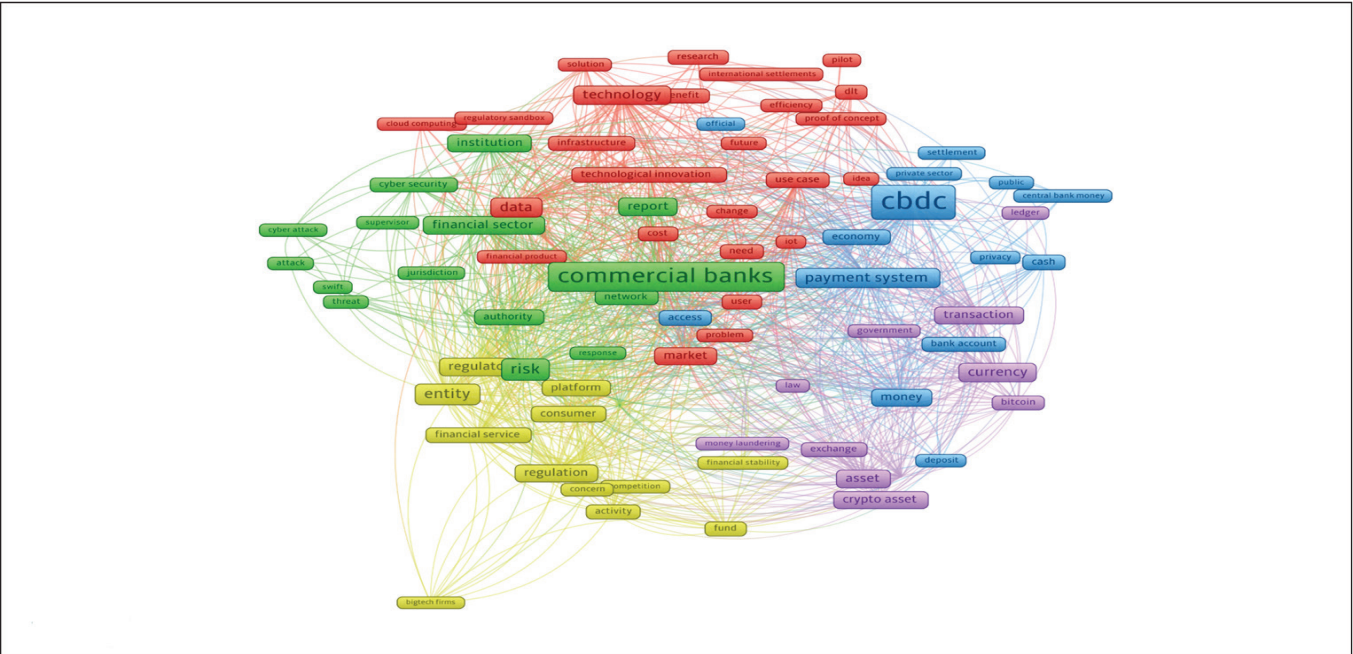 research
pilot
solution
international settlements
technology
enefit
dlt
efficiency
regulatory sandbox
proof of concept
cloud computing
official
institution
infrastructure
future
settlement
technological innovation
private sector
use case
idea
public
cyber security
central bank money
cbdc
data
report
change
ledger
supervisor
financial sector
cyber attack
cost
economy
need
iot
financial product
privacy
cash
attack
jurisdiction
commercial banks
payment system
swift
network
threat
user
authority
access
transaction
government
problem
bank account
response
market
regulato
risk
currency
platform
law
entity
money
bitcoin
consumer
financial service
money laundering
exchange
financial stability
deposit
regulation
asset
concern
ompetition
crypto asset
activity
fund
bigtech firms